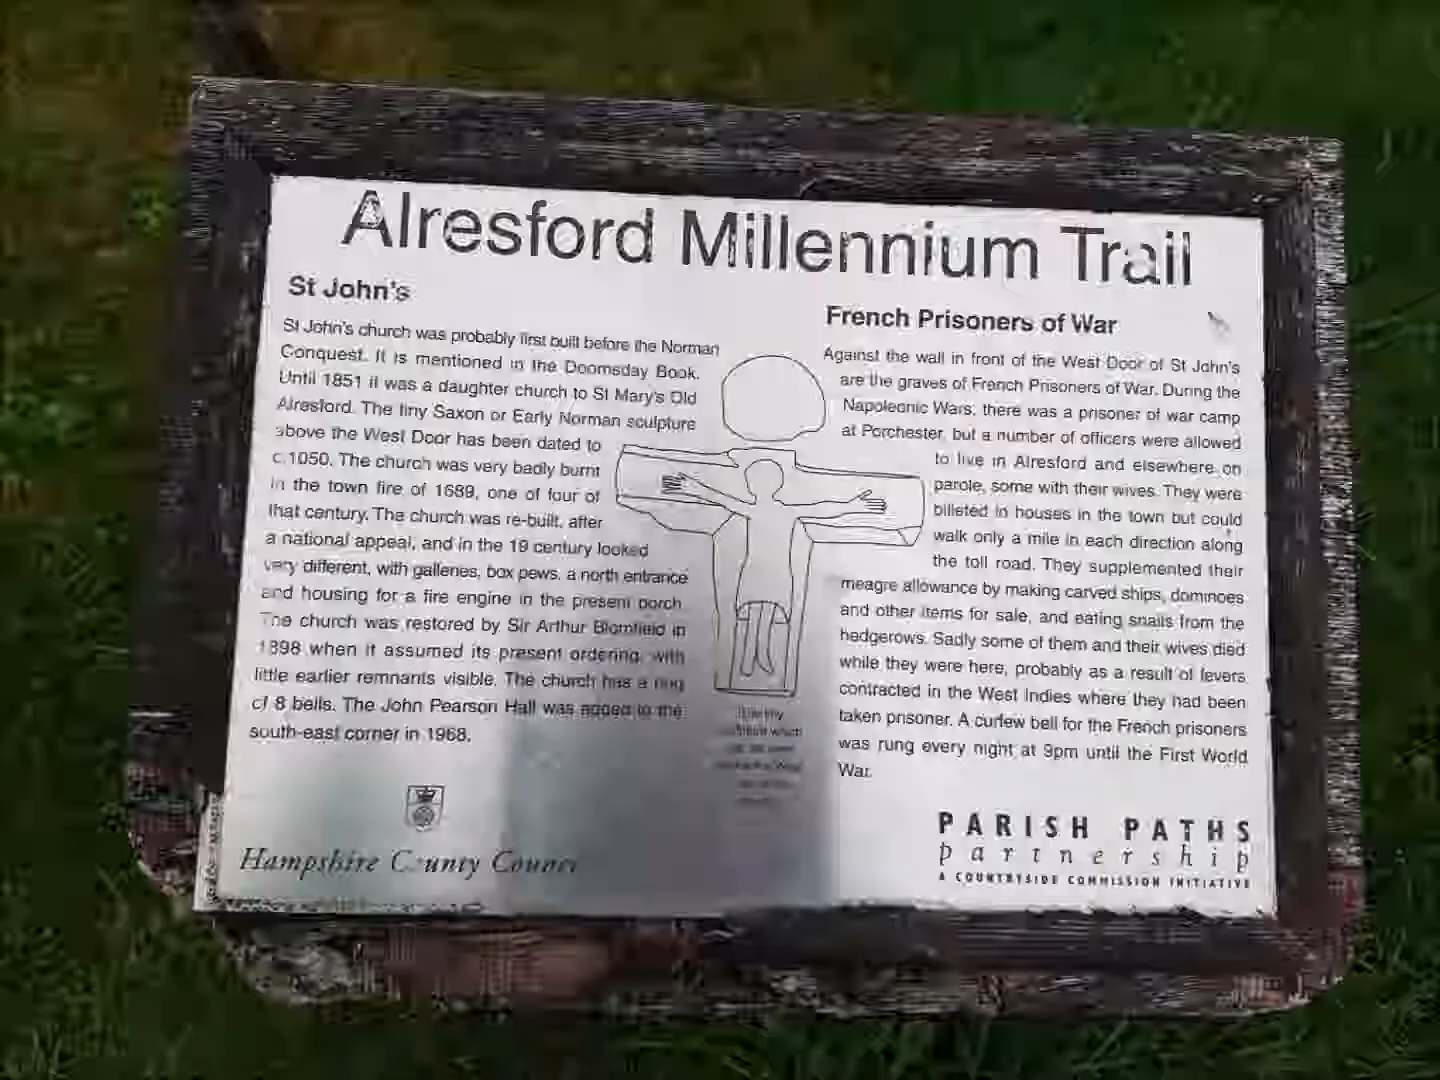 Alresford Millennium Trail
St John's
St John's church was probably first built before the Norman
Conquest. It is mentioned in the Doomsday Book.
Until 1851 it was a daughter church to St Mary's Old
Alresford. The tiny Saxon or Early Norman sculpture
above the West Door has been dated to
c.1050. The church was very badly burnt
in the town fire of 1689, one of four of
that century. The church was re-built, after
a national appeal, and in the 19 century looked
very different, with galleries, box pews, a north entrance
and housing for a fire engine in the present porch.
The church was restored by Sir Arthur Blomfield in
1898 when it assumed its present ordering, with
little earlier remnants visible. The church has a ring
of 8 bells. The John Pearson Hall was added to the
south-east corner in 1968.
French Prisoners of War
Against the wall in front of the West Door of St John's
are the graves of French Prisoners of War. During the
Napoleonic Wars, there was a prisoner of war camp
at Porchester, but a number of officers were allowed
to live in Alresford and elsewhere on
parole, some with their wives. They were
billeted in houses in the town but could
walk only a mile in each direction along
the toll road. They supplemented their
meagre allowance by making carved ships, dominoes
and other items for sale, and eating snails from the
hedgerows. Sadly some of them and their wives died
while they were here, probably as a result of fevers
contracted in the West Indies where they had been
taken prisoner. A curfew bell for the French prisoners
was rung every night at 9pm until the First World
War.
Hampshire County Council
PARISH PATHS
partnership
A COUNTRYSIDE COMMISSION INITIATIVE